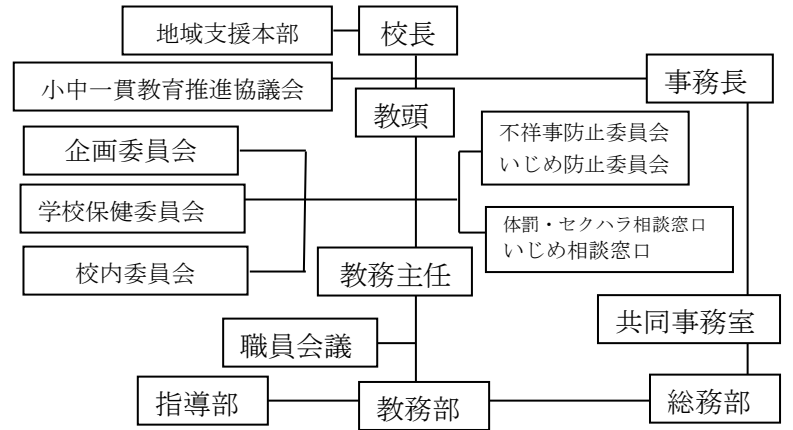 地域支援本部
校長
小中一貫教育推進協議会
事務長
教頭
不祥事防止委員会
いじめ防止委員会
企画委員会
学校保健委員会
体罰・セクハラ相談窓口
いじめ相談窓口
校内委員会
教務主任
共同事務室
職員会議
指導部
教務部
総務部